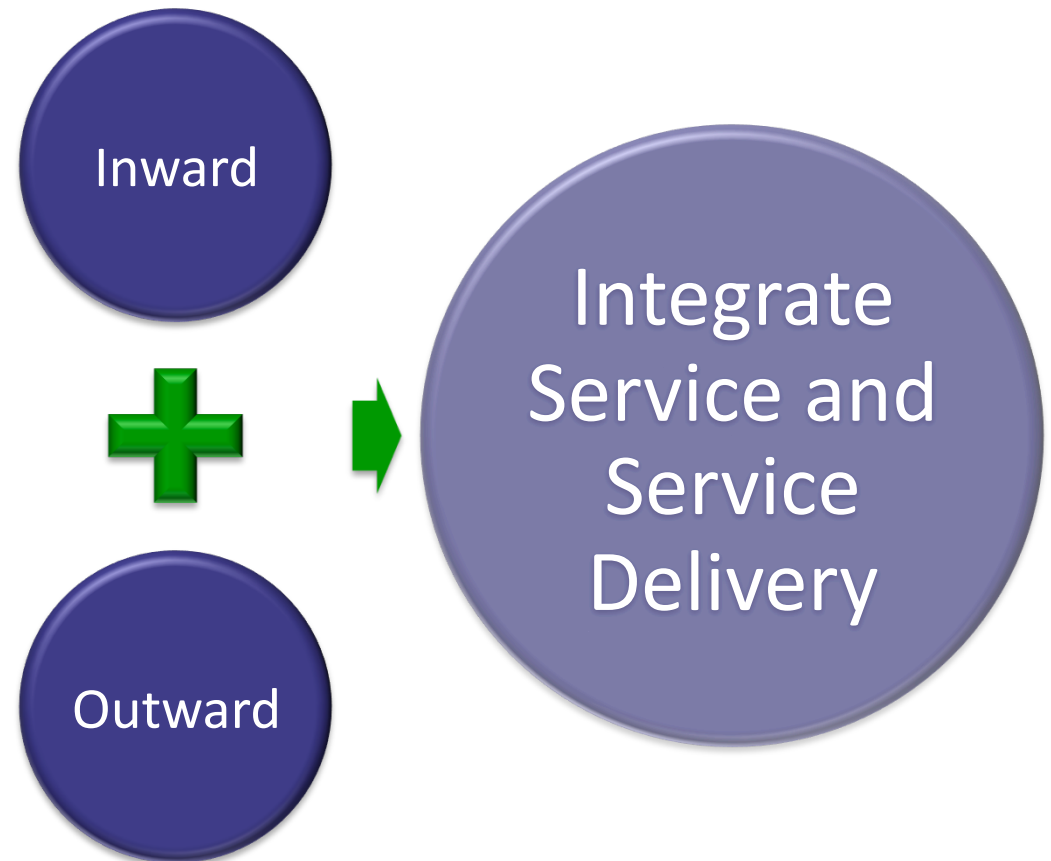 Inward
Outward
Integrate
Service and
Service
Delivery